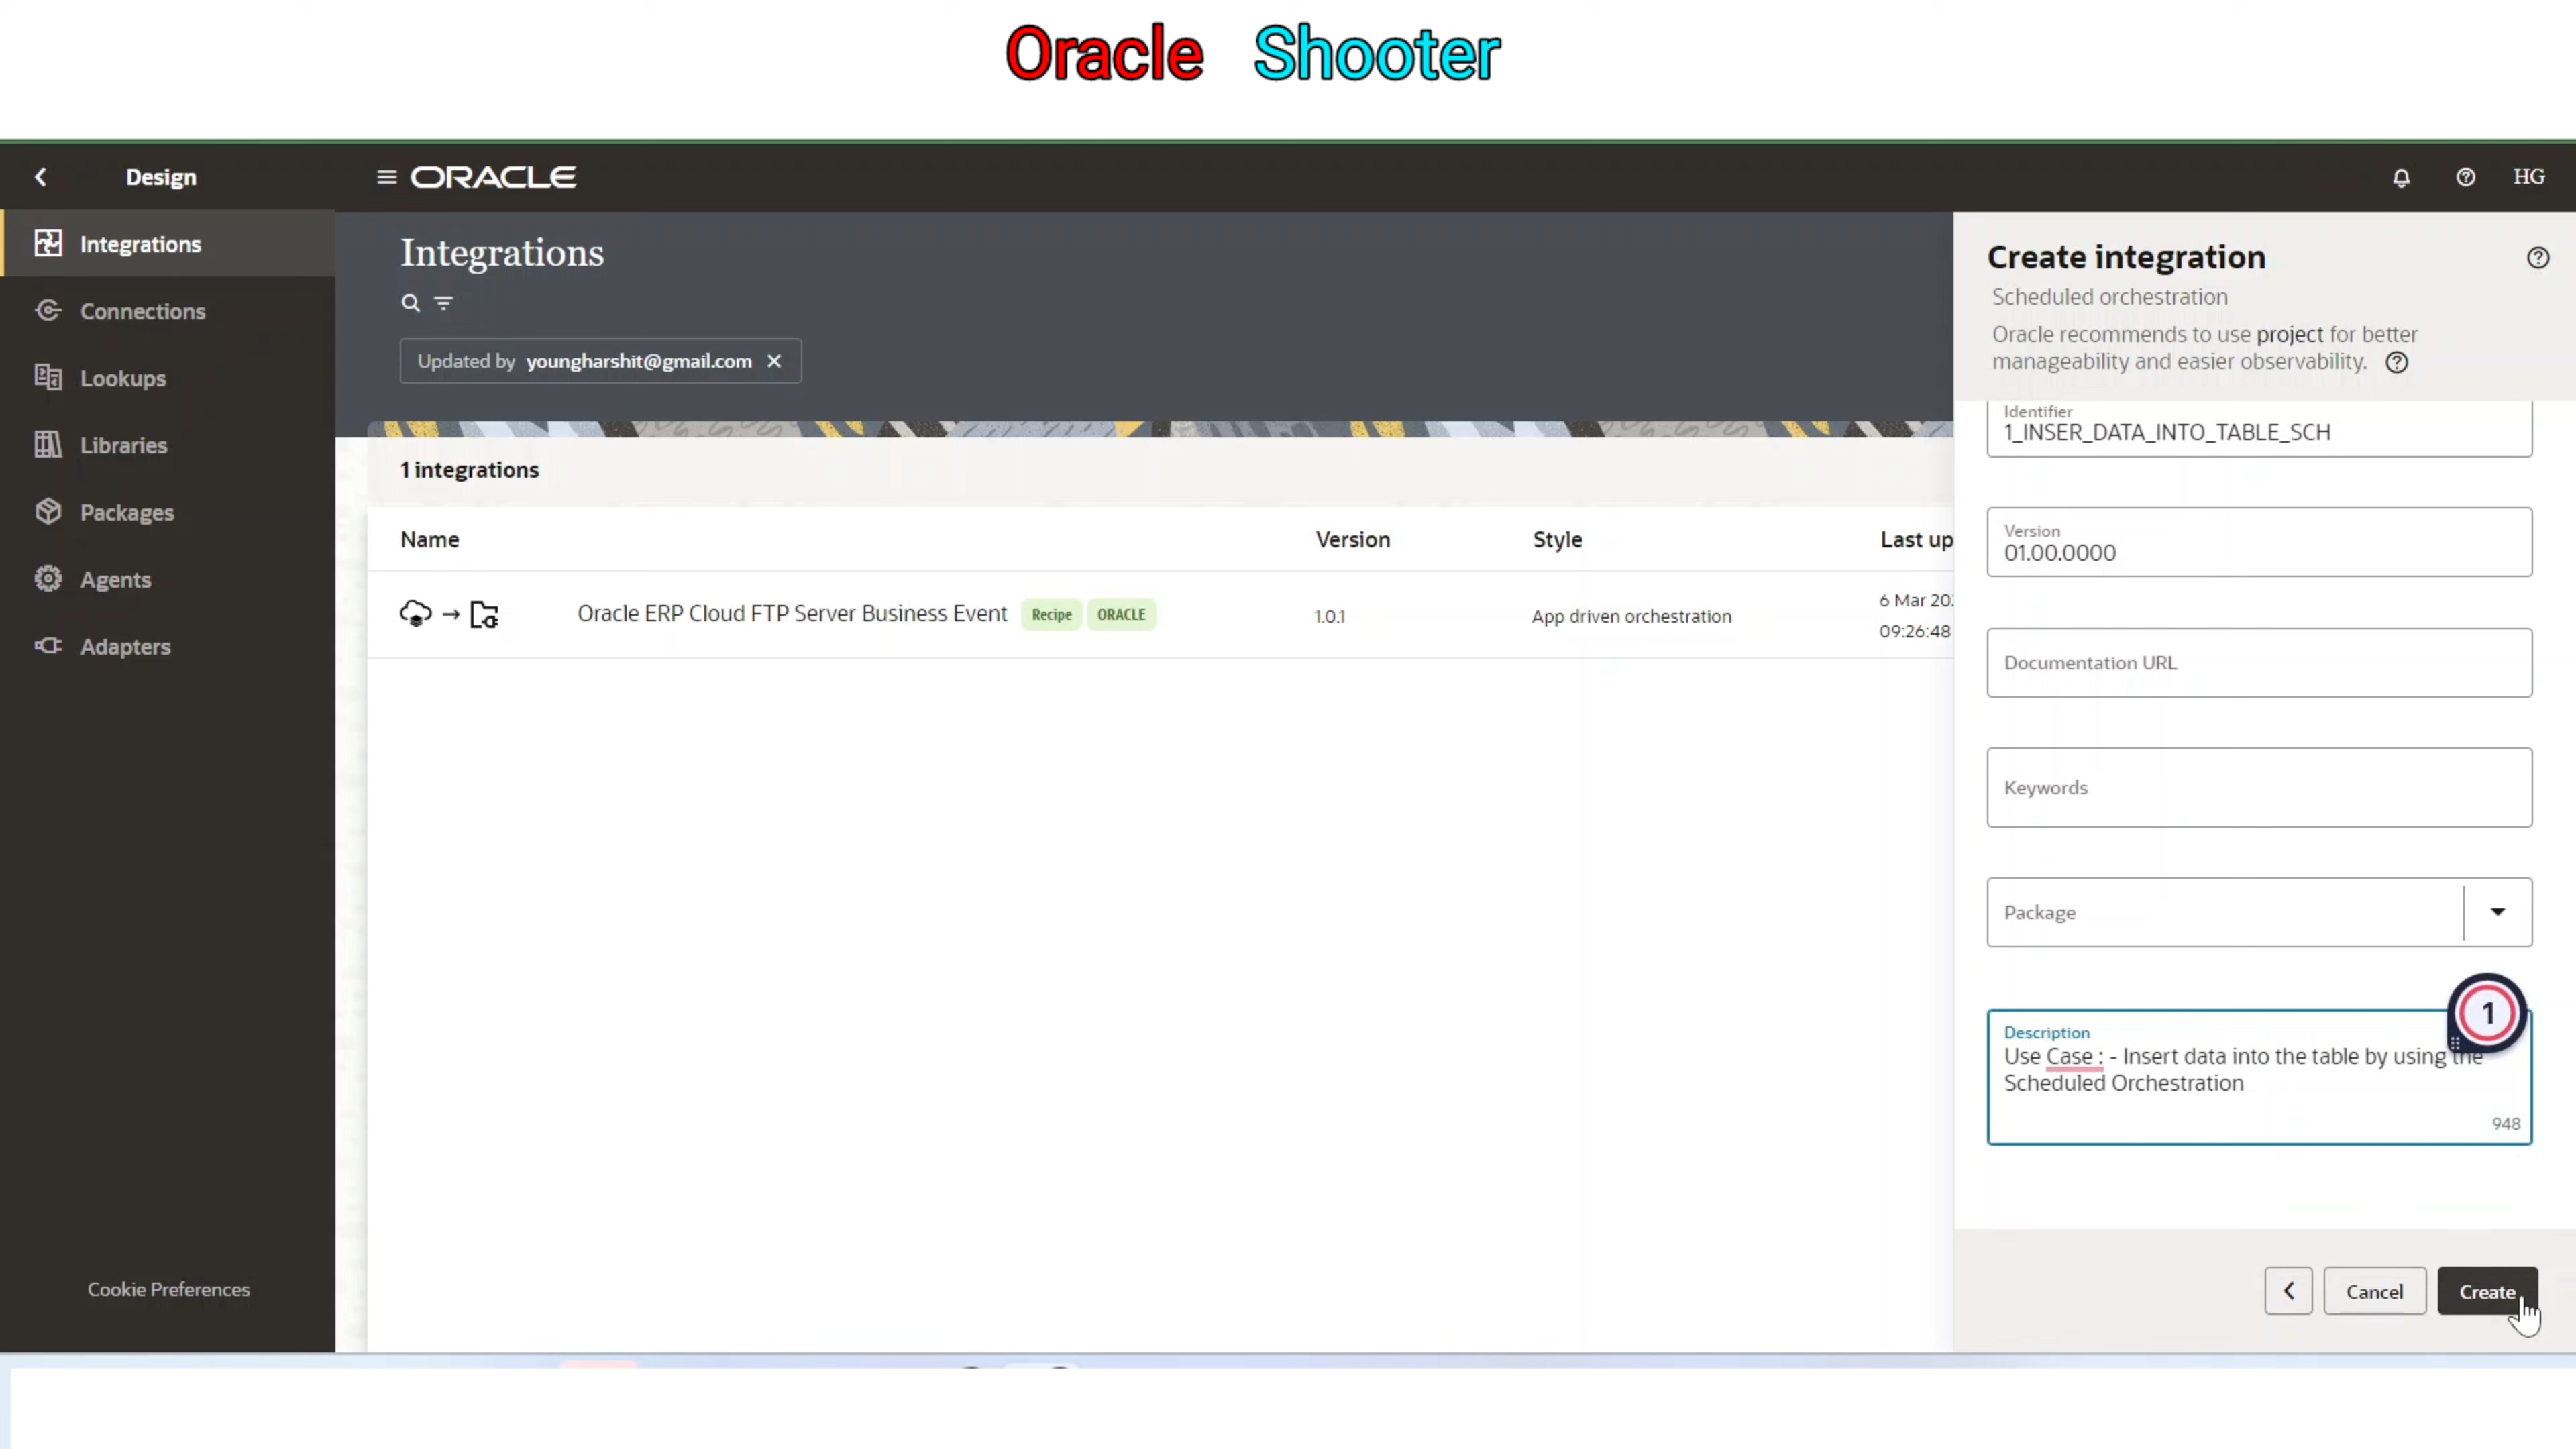 Oracle Shooter
Design
ORACLE
HG
Integrations
Connections
Lookups
Libraries
Packages
Agents
Adapters
Cookie Preferences
Integrations
Updated by youngharshit@gmail.com
1 integrations
Name Version Style Last up
Oracle ERP Cloud FTP Server Business Event Recipe ORACLE 1.0.1 App driven orchestration 6 Mar 202
09:26:48
Create integration
Scheduled orchestration
Oracle recommends to use project for better
manageability and easier observability.
Identifier
1_INSER_DATA_INTO_TABLE_SCH
Version
01.00.0000
Documentation URL
Keywords
Package
1
Description
Use Case : - Insert data into the table by using the
Scheduled Orchestration
948
Cancel Create